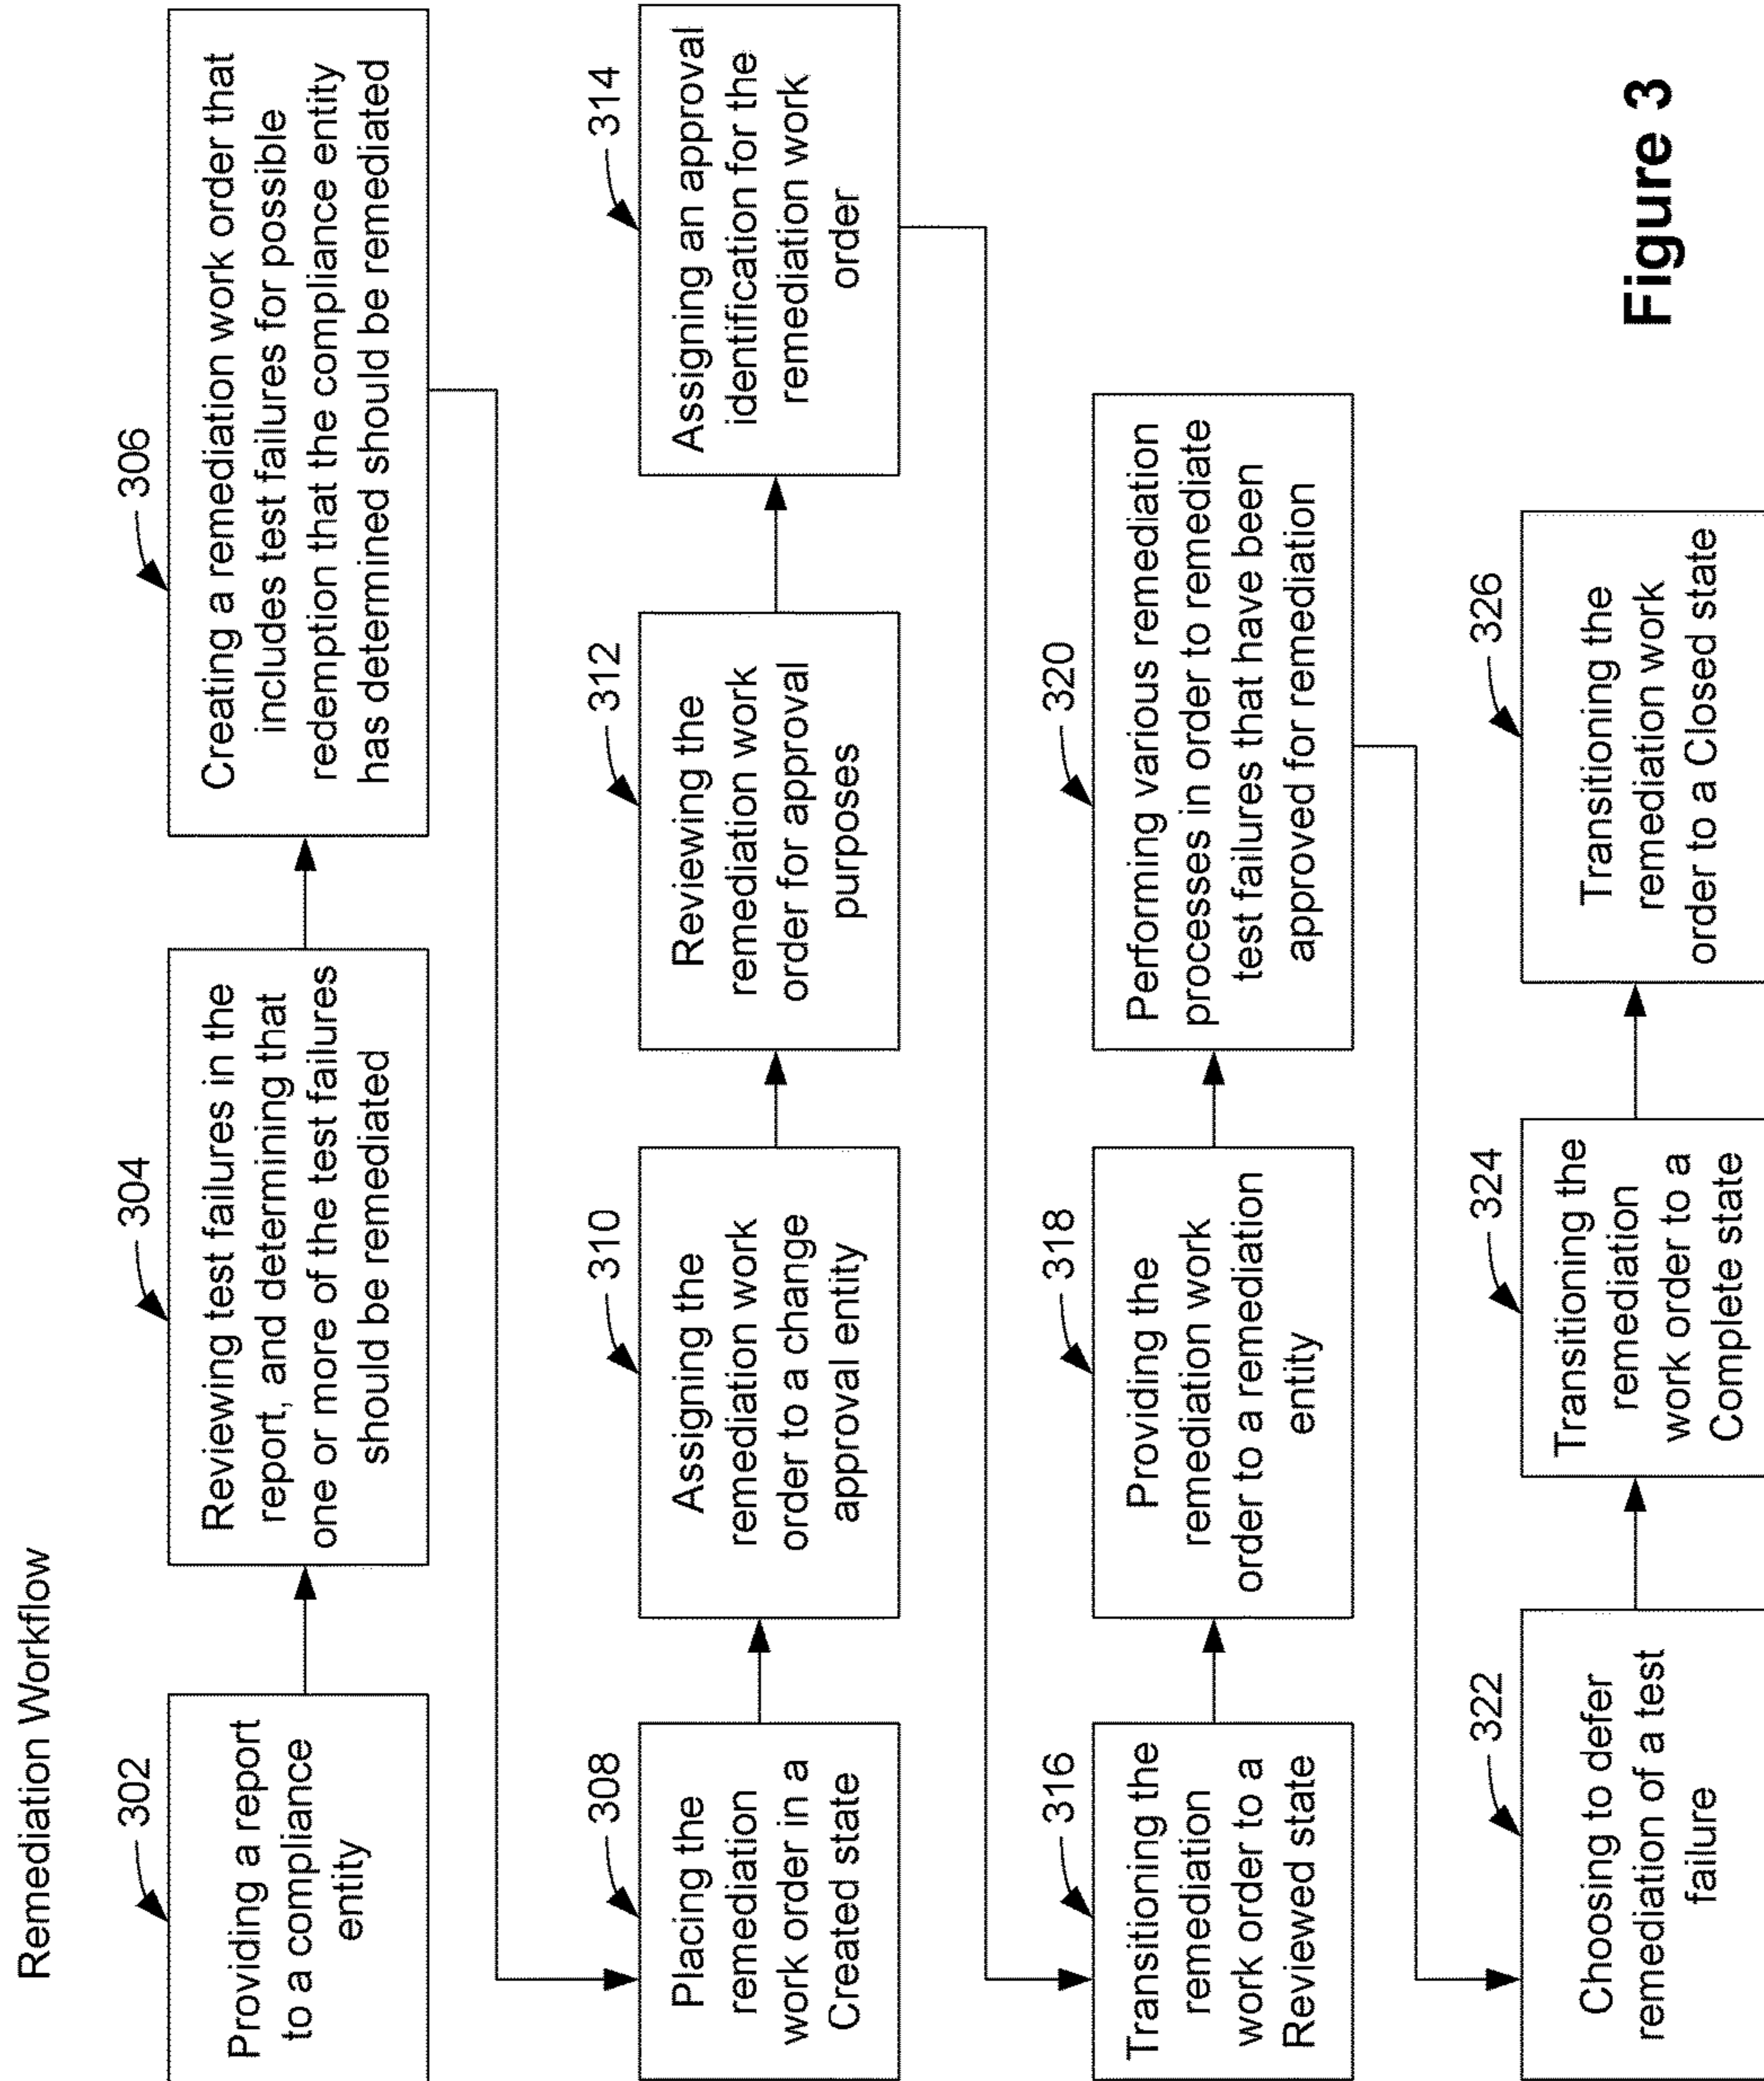 Remediation Workflow
302
Providing a report
to a compliance
entity
304
Reviewing test failures in the
report, and determining that
one or more of the test failures
should be remediated
306
Creating a remediation work order that
includes test failures for possible
redemption that the compliance entity
has determined should be remediated
308
Placing the
remediation
work order in a
Created state
310
Assigning the
remediation work
order to a change
approval entity
312
Reviewing the
remediation work
order for approval
purposes
314
Assigning an approval
identification for the
remediation work
order
316
Transitioning the
remediation
work order to a
Reviewed state
318
Providing the
remediation work
order to a remediation
entity
320
Performing various remediation
processes in order to remediate
test failures that have been
approved for remediation
322
Choosing to defer
remediation of a test
failure
324
Transitioning the
remediation
work order to a
Complete state
326
Transitioning the
remediation work
order to a Closed state
Figure 3